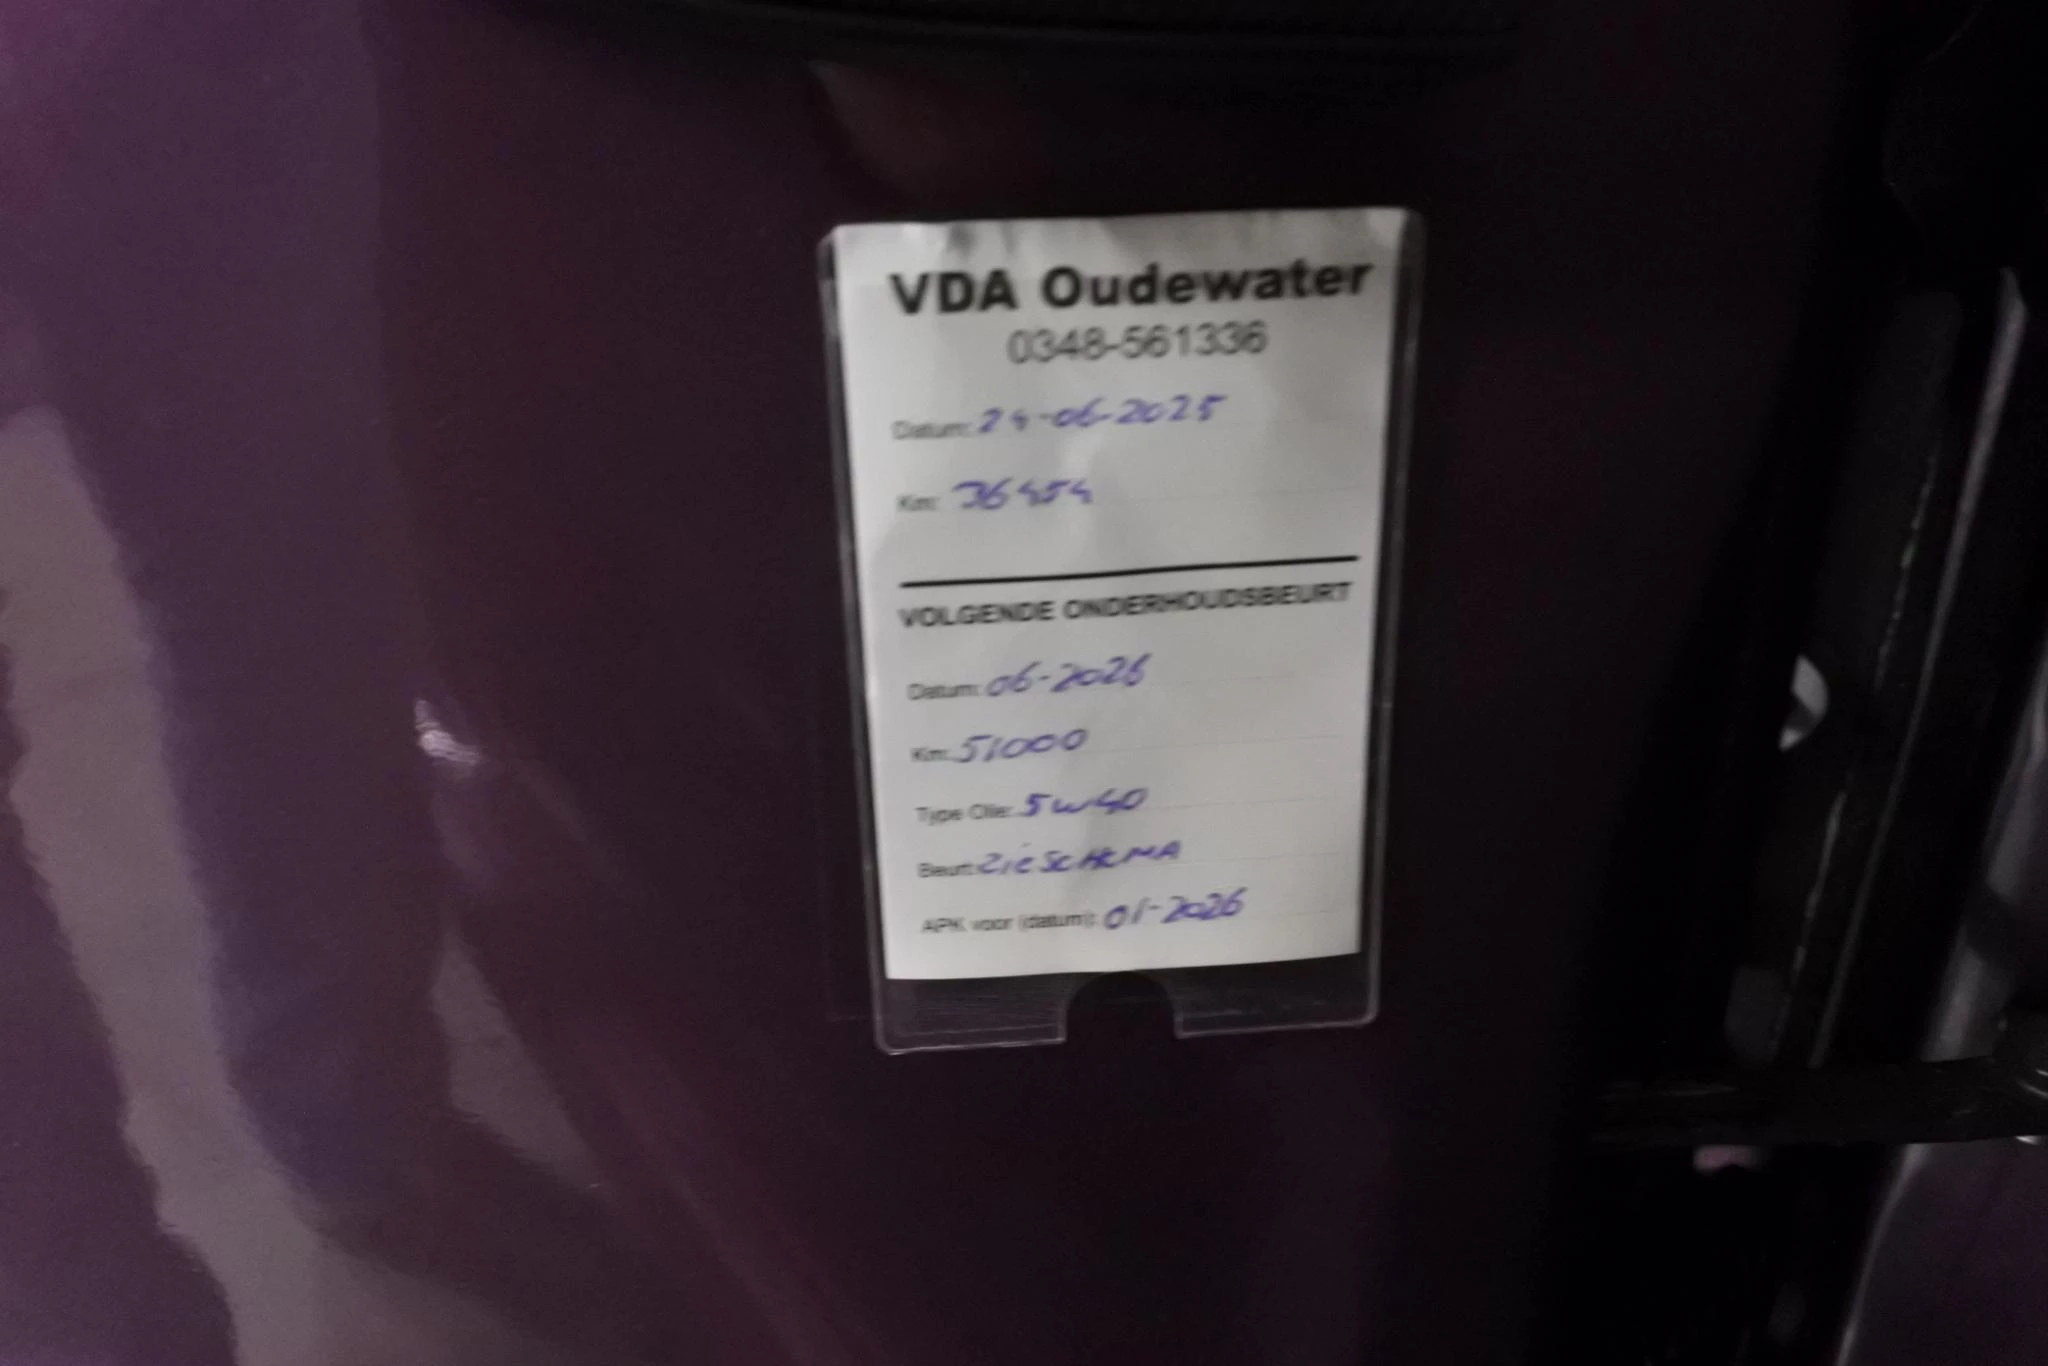 VDA Oudewater
0348-561336
Datum: 24-06-2025
Km: 36454
VOLGENDE ONDERHOUDSBEURT
Datum: 06-2026
Km: 51000
Type Olie: 5w40
Beurt: Zie SCHEMA
APK voor (datum): 01-2026